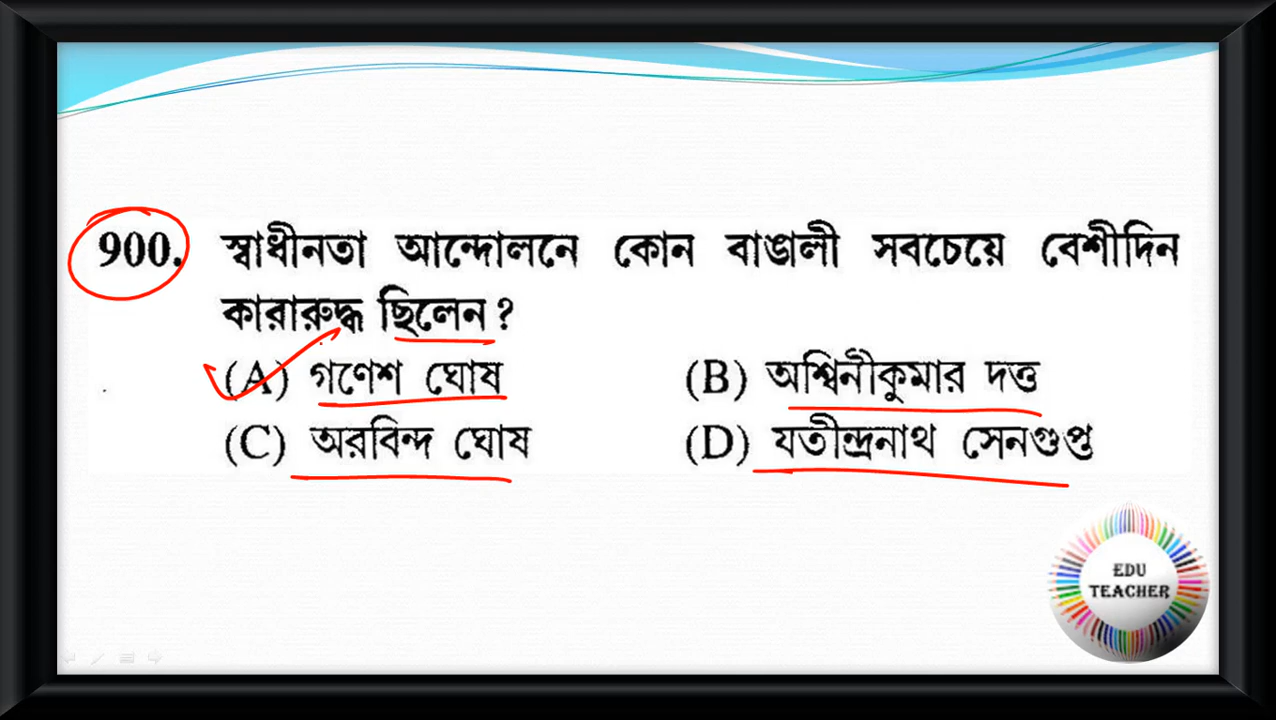 900. স্বাধীনতা আন্দোলনে কোন বাঙালী সবচেয়ে বেশীদিন
কারারুদ্ধ ছিলেন?
(A) গণেশ ঘোষ (B) অশ্বিনীকুমার দত্ত
(C) অরবিন্দ ঘোষ (D) যতীন্দ্রনাথ সেনগুপ্ত
EDU
TEACHER